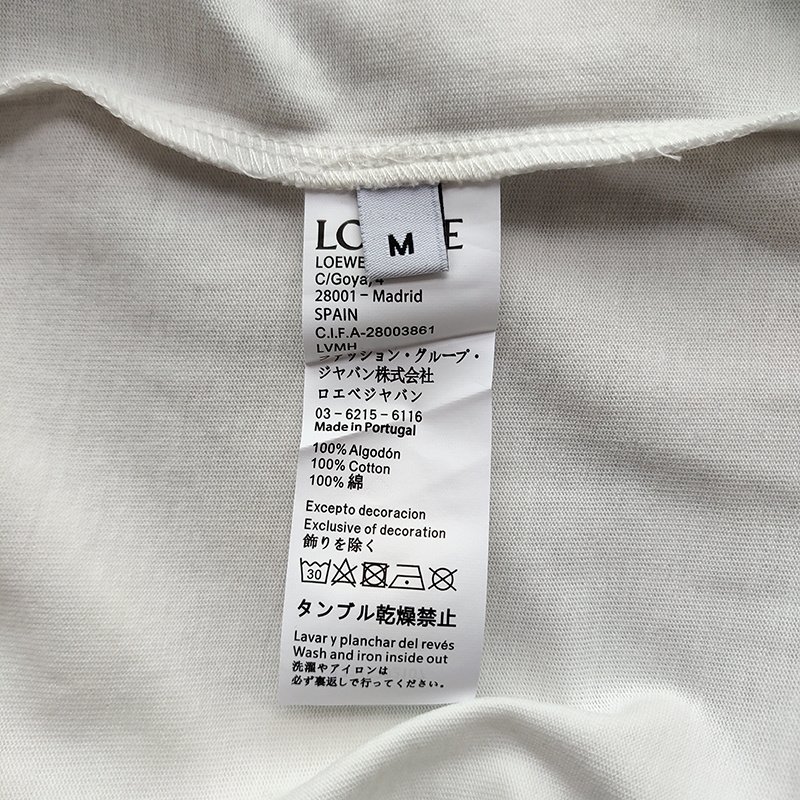 LO E
M
LOEWE
C/Goya, 4
28001 – Madrid
SPAIN
C.I.F.A-28003861
LVMH
ファッション・グループ・
ジャパン株式会社
ロエベジャパン
03 – 6215 – 6116
Made in Portugal
100% Algodón
100% Cotton
100% 綿
Excepto decoracion
Exclusive of decoration
飾りを除く
30
タンブル乾燥禁止
Lavar y planchar del revés
Wash and iron inside out
洗濯やアイロンは
必ず裏返しで行ってください。